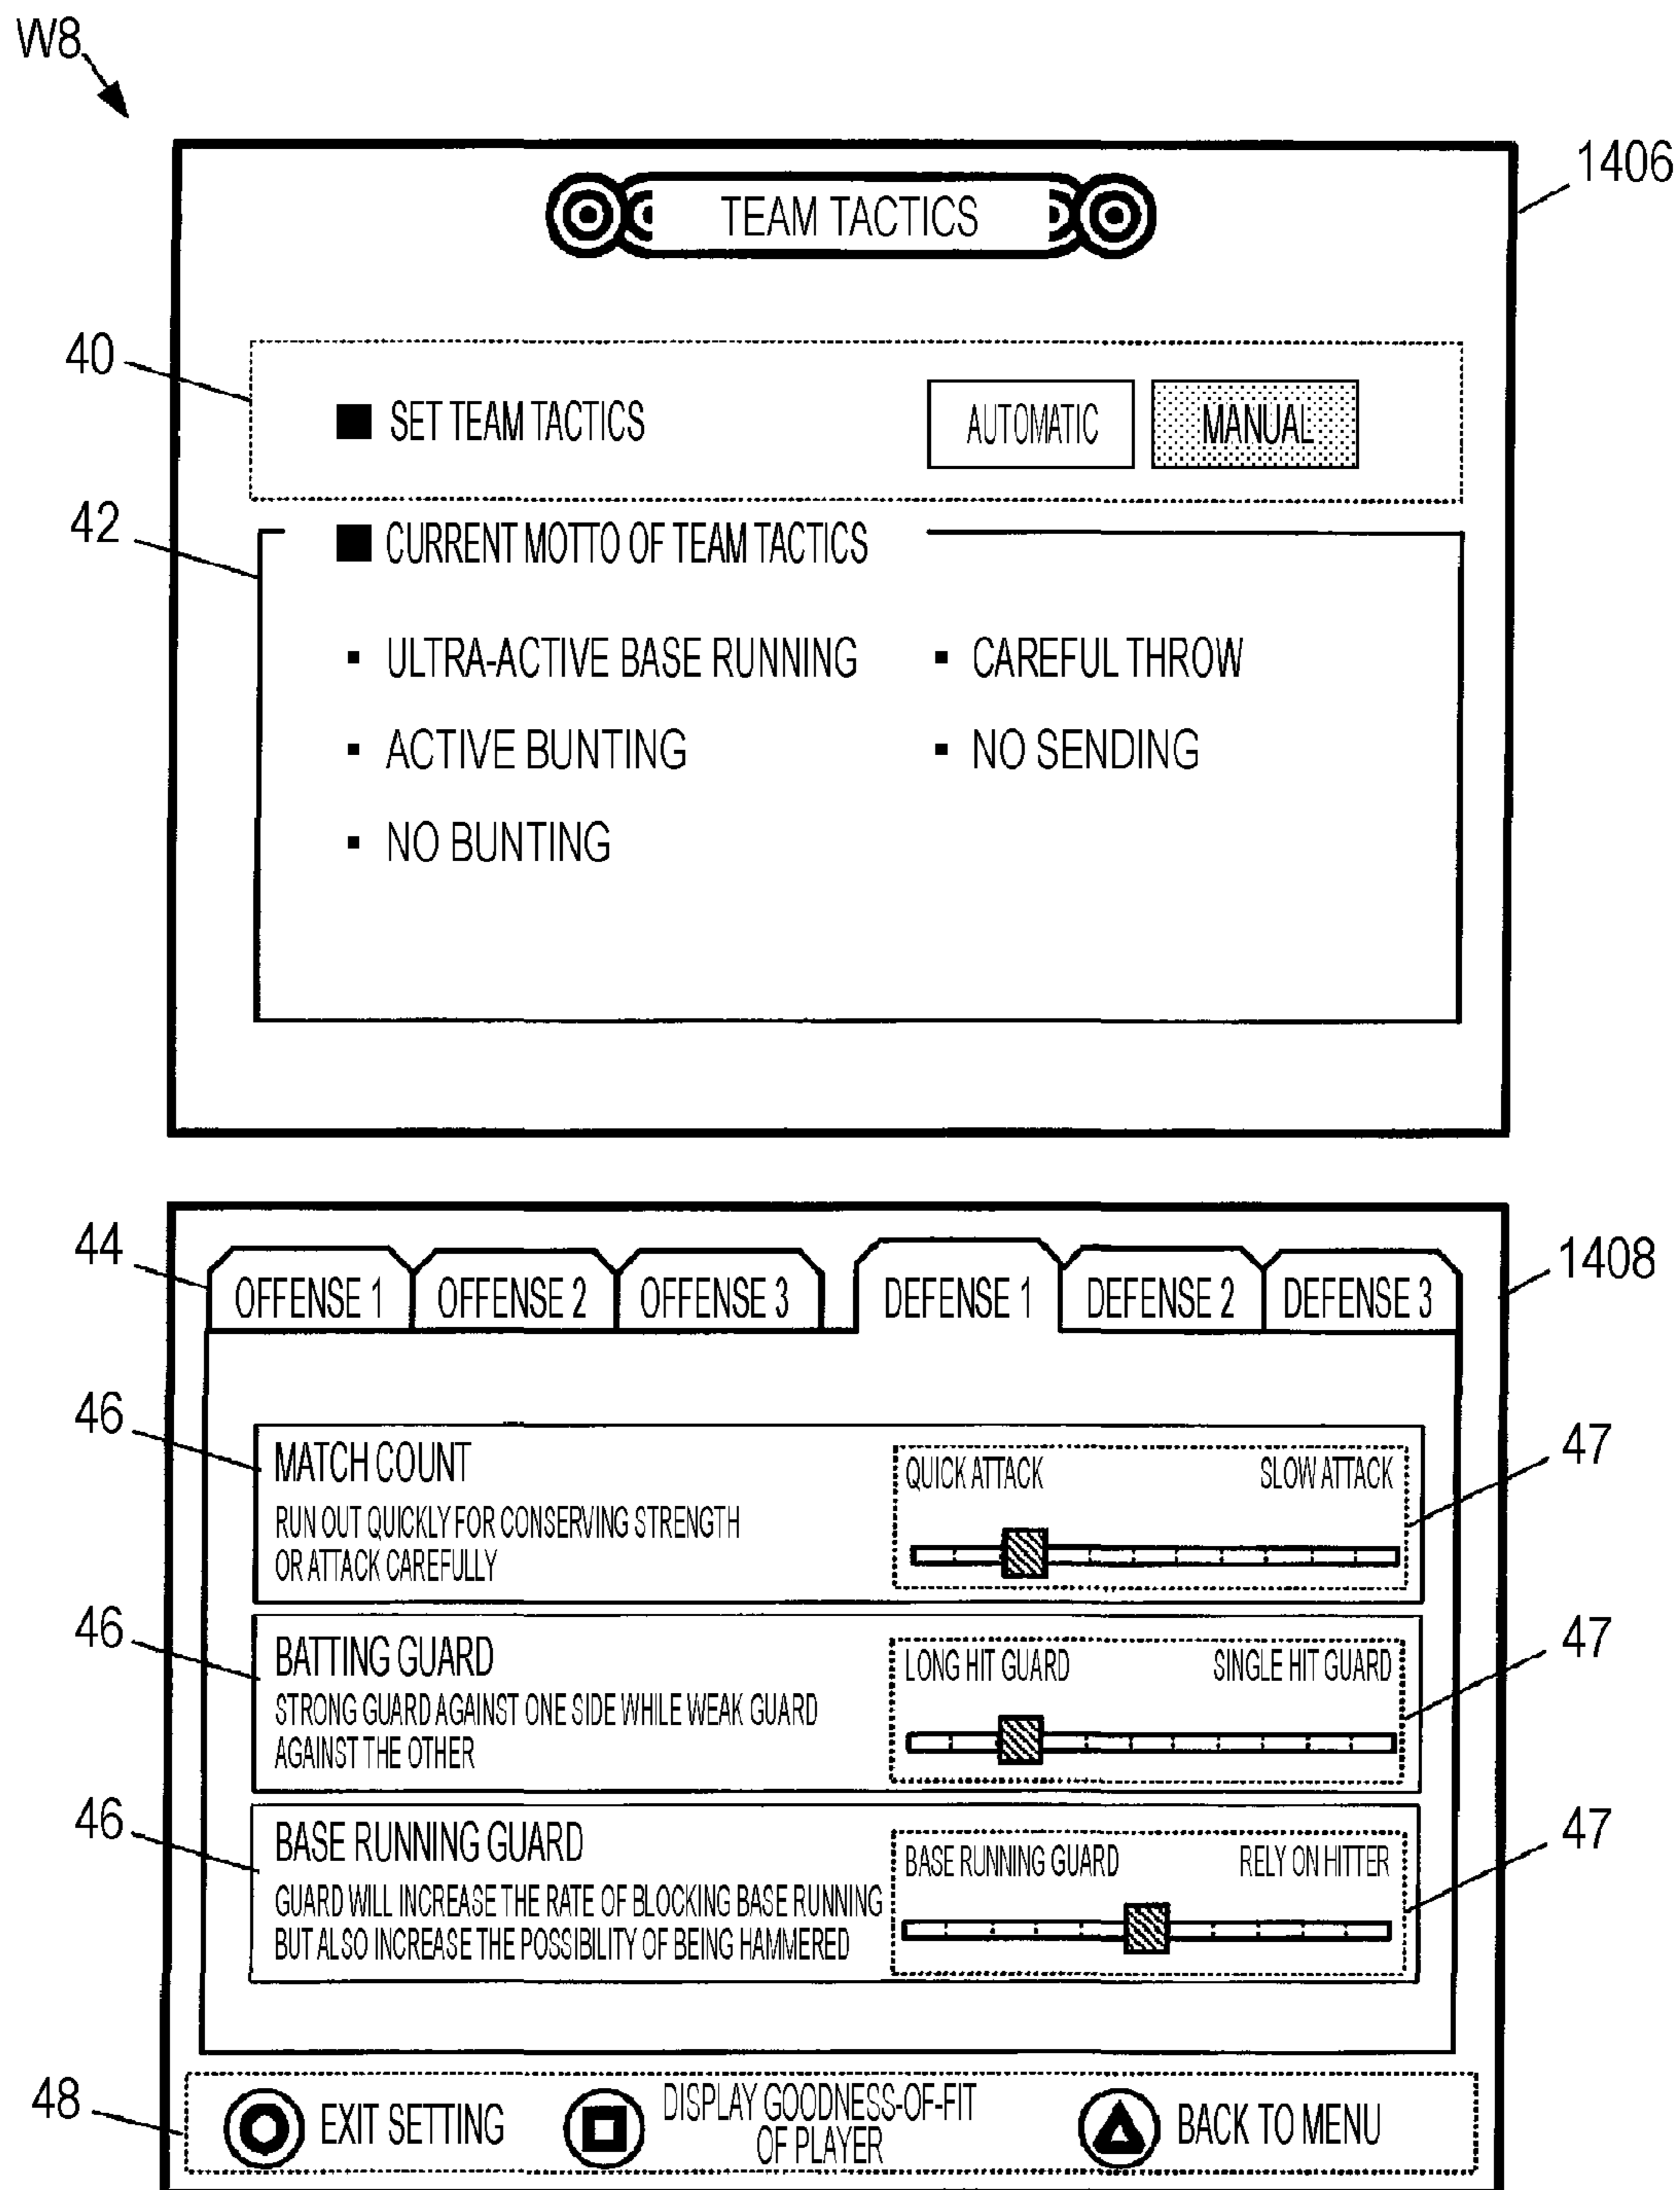 W8
1406
TEAM TACTICS
40
■ SET TEAM TACTICS
AUTOMATIC
MANUAL
42
■ CURRENT MOTTO OF TEAM TACTICS
▪ ULTRA-ACTIVE BASE RUNNING
▪ CAREFUL THROW
▪ ACTIVE BUNTING
▪ NO SENDING
▪ NO BUNTING
44
1408
OFFENSE 1
OFFENSE 2
OFFENSE 3
DEFENSE 1
DEFENSE 2
DEFENSE 3
46
MATCH COUNT
RUN OUT QUICKLY FOR CONSERVING STRENGTH
OR ATTACK CAREFULLY
QUICK ATTACK
SLOW ATTACK
47
46
BATTING GUARD
STRONG GUARD AGAINST ONE SIDE WHILE WEAK GUARD
AGAINST THE OTHER
LONG HIT GUARD
SINGLE HIT GUARD
47
46
BASE RUNNING GUARD
GUARD WILL INCREASE THE RATE OF BLOCKING BASE RUNNING
BUT ALSO INCREASE THE POSSIBILITY OF BEING HAMMERED
BASE RUNNING GUARD
RELY ON HITTER
47
48
EXIT SETTING
DISPLAY GOODNESS-OF-FIT
OF PLAYER
BACK TO MENU